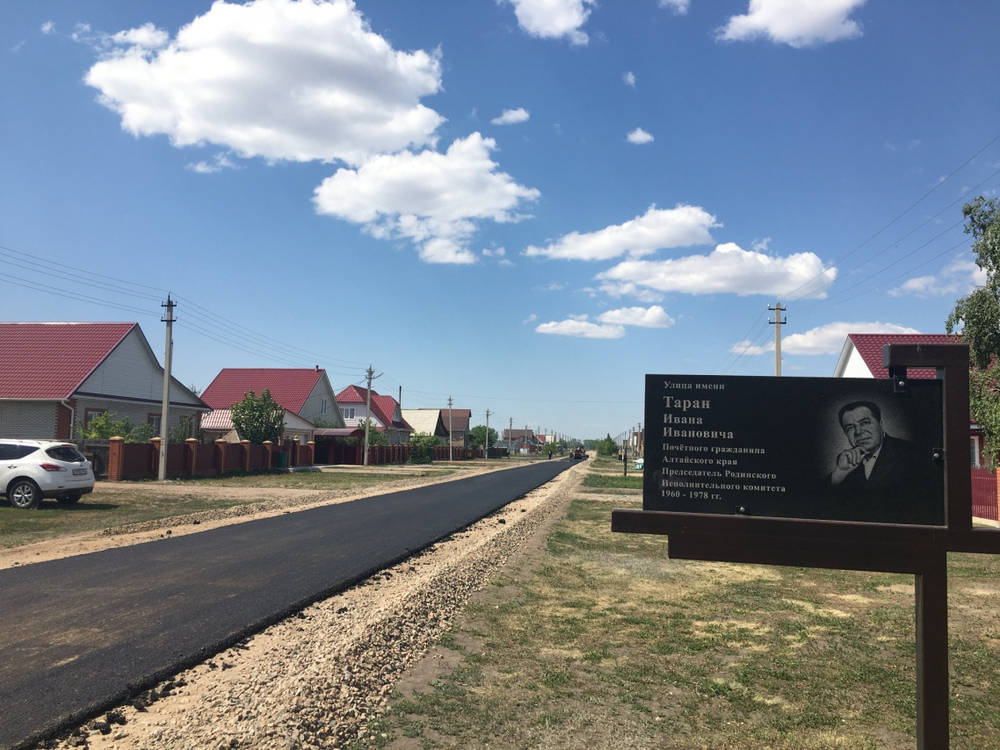 Улица имени
Таран
Ивана
Ивановича
Почётного гражданина
Алтайского края
Председатель Родинского
Исполнительного комитета
1960 - 1978 гг.